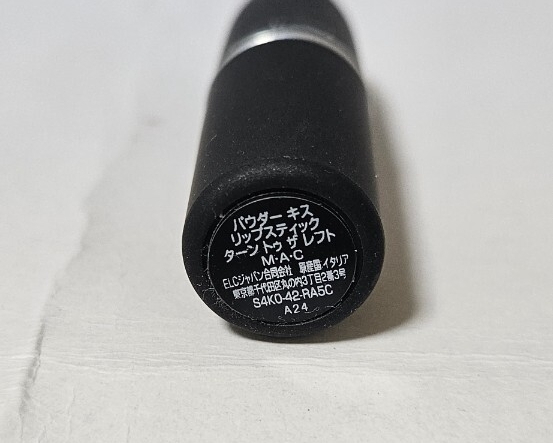 パウダー キス
リップスティック
ターン トゥ ザ レフト
M·A·C
ELCジャパン合同会社 原産国 イタリア
東京都千代田区丸の内3丁目2番3号
S4K0-42-RA5C
A24